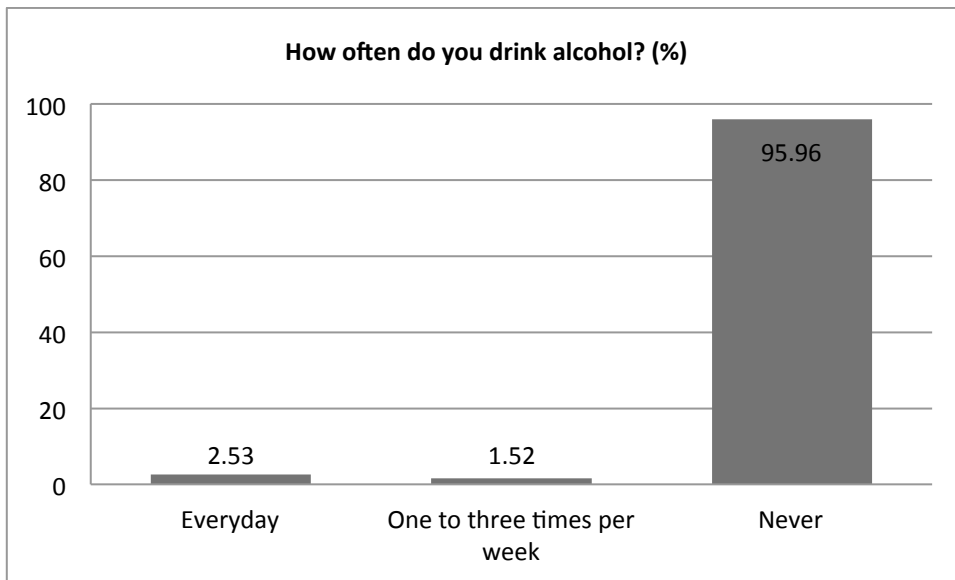 How often do you drink alcohol? (%)
100
80
60
40
20
0
2.53
1.52
95.96
Everyday
One to three times per
week
Never